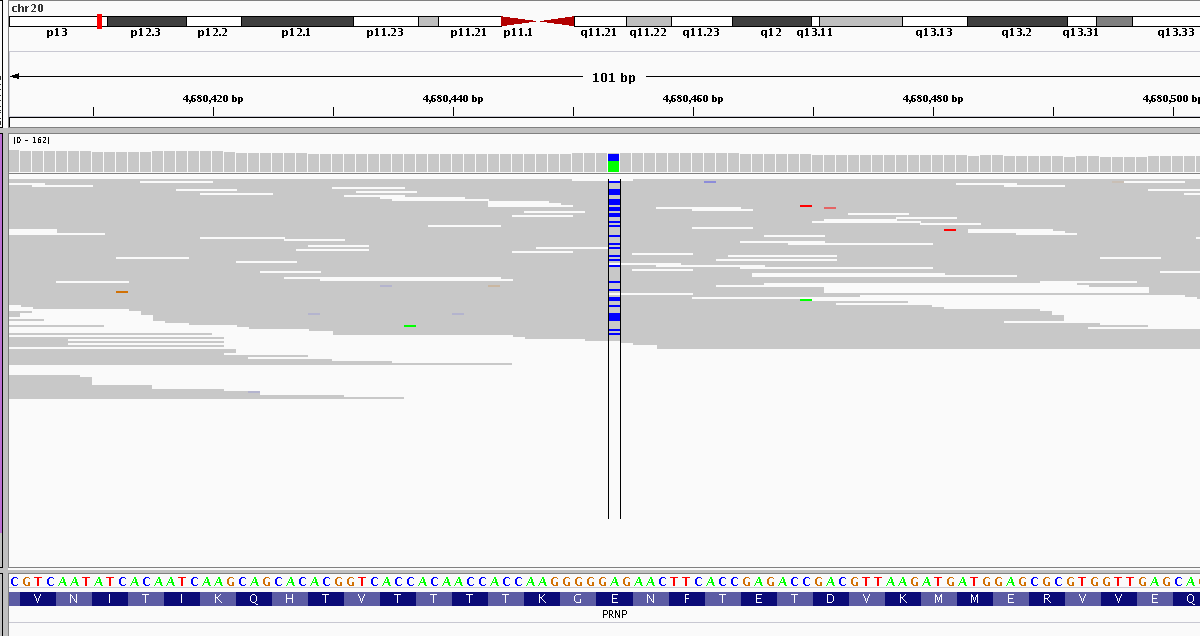 chr20
p13 p12.3 p12.2 p12.1 p11.23 p11.21 p11.1 q11.21 q11.22 q11.23 q12 q13.11 q13.13 q13.2 q13.31 q13.33
101 bp
4,680,420 bp 4,680,440 bp 4,680,460 bp 4,680,480 bp 4,680,500 bp
[0 - 162]
CGTCAATATCACAATCAAGCAGCACACGGTCACCACAACCACCAAGGGGGAGAACTTCACCGAGACCGACGTTAAGATGATGGAGCGCGTGGTTGAGCA
V N I T I K Q H T V T T T T K G E N F T E T D V K M M E R V V E Q
PRNP